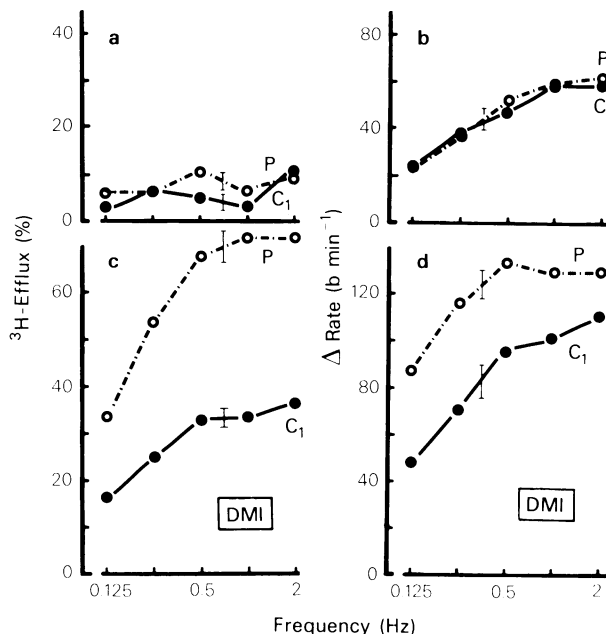 a
40
20
0
P
C1
b
80
40
0
P
C
c
60
40
20
0
P
C1
DMI
d
120
80
40
0
P
C1
DMI
³H-Efflux (%)
Δ Rate (b min⁻¹)
0.125 0.5 2
0.125 0.5 2
Frequency (Hz)